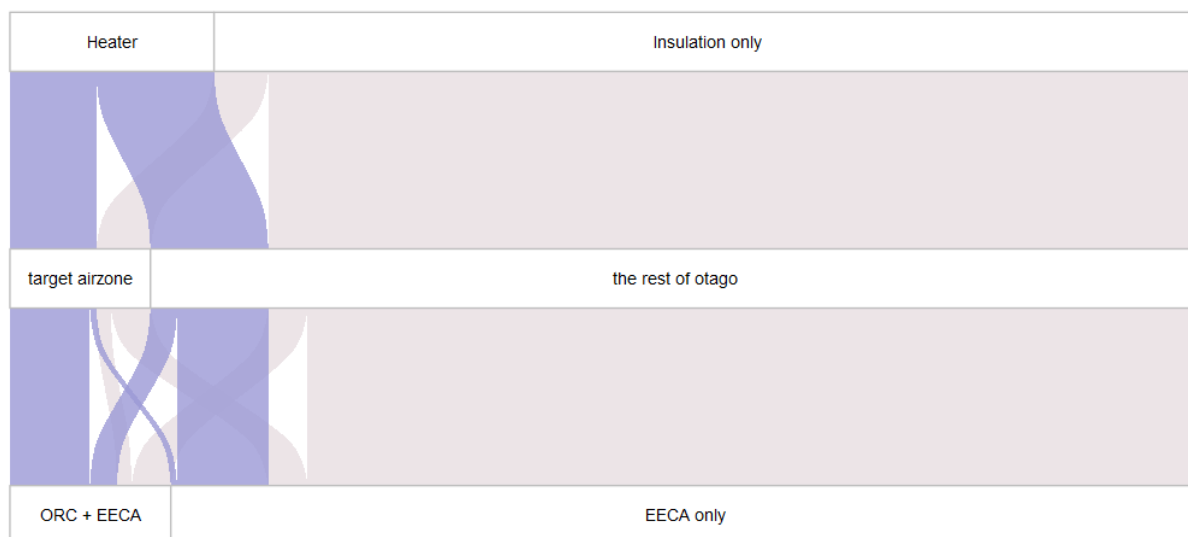 Heater
Insulation only
target airzone
the rest of otago
ORC + EECA
EECA only